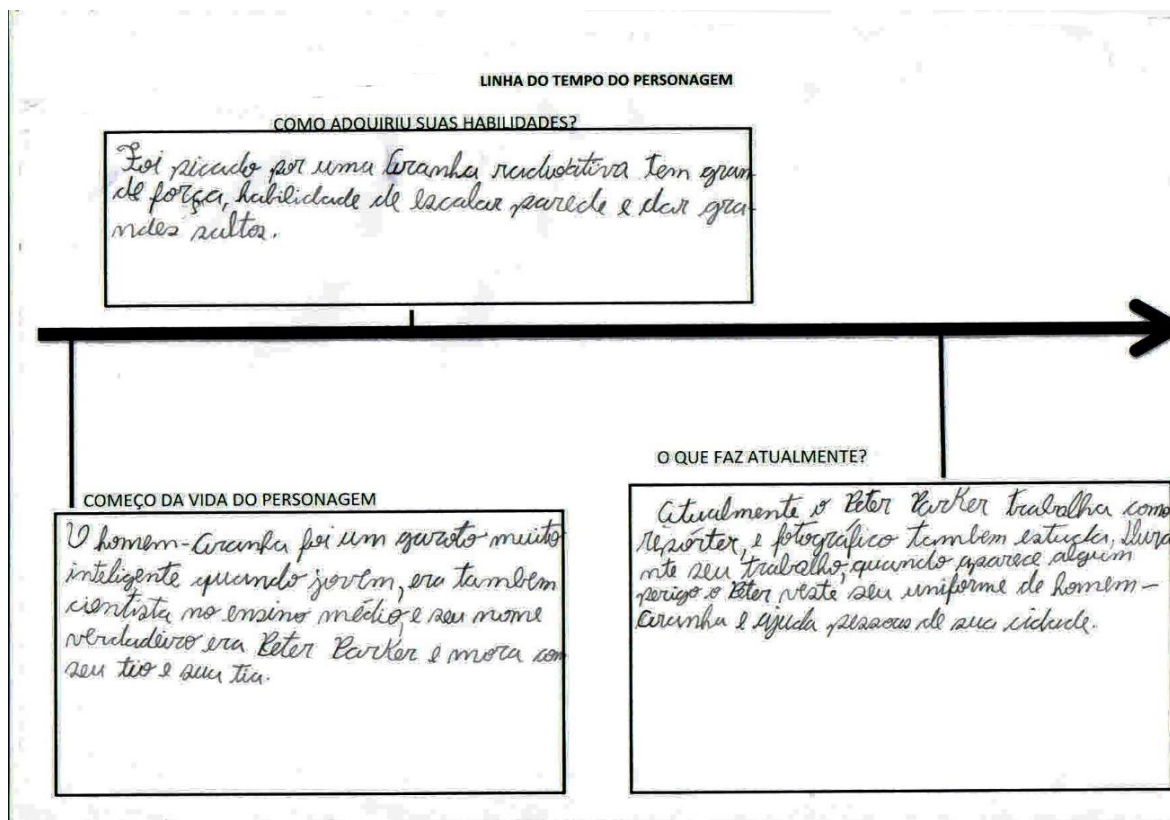 LINHA DO TEMPO DO PERSONAGEM
COMO ADQUIRIU SUAS HABILIDADES?
Foi picado por uma Aranha radioativa tem gran
de força, habilidade de escalar parede e dar gra-
ndes saltos.
COMEÇO DA VIDA DO PERSONAGEM
O homem-Aranha foi um garoto muito
inteligente quando jovem, era tambem
cientista no ensino médio, e seu nome
verdadeiro era Peter Parker e mora com
seu tio e sua tia.
O QUE FAZ ATUALMENTE?
Atualmente o Peter Parker trabalha como
repórter, e fotográfico tambem estuda, Dura
nte seu trabalho, quando aparece algum
perigo o Peter veste seu uniforme de homem-
Aranha e ajuda pessoas de sua cidade.